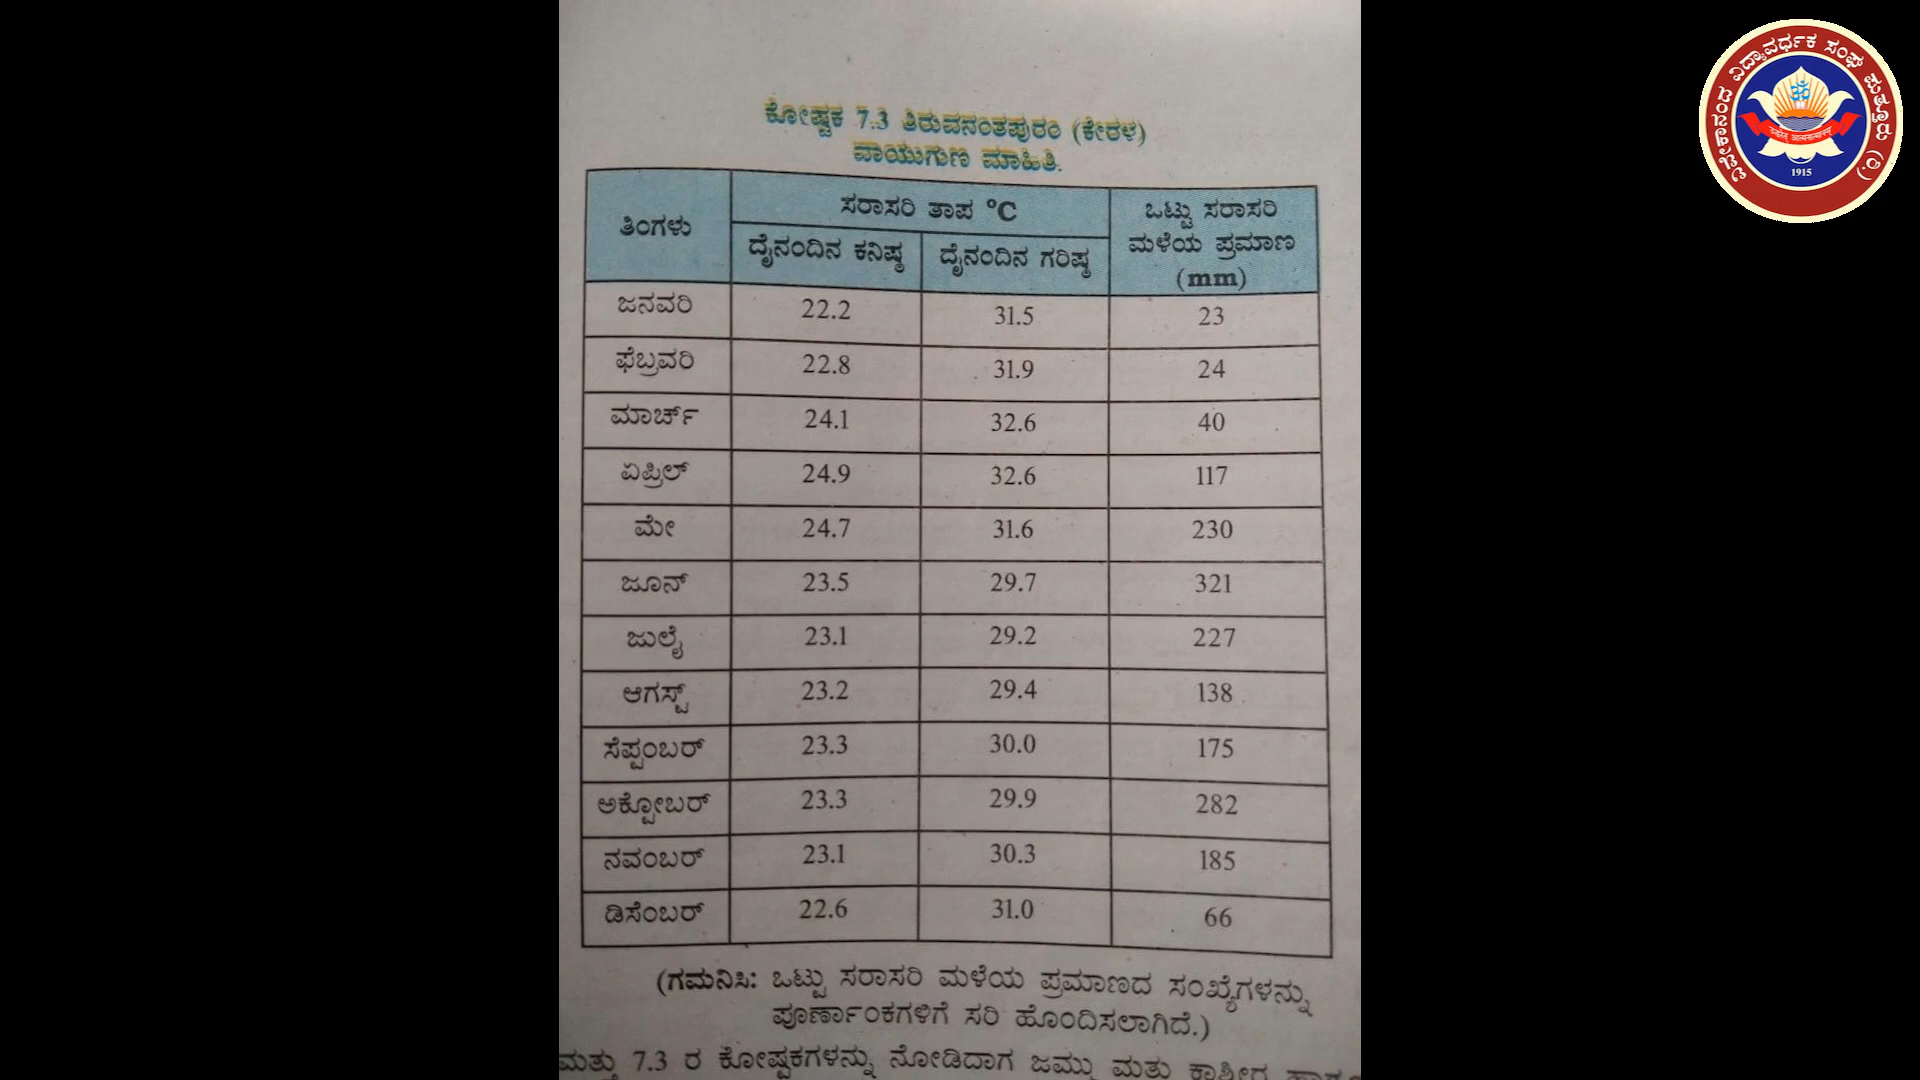 ಕೋಷ್ಟಕ 7.3 ತಿರುವನಂತಪುರಂ (ಕೇರಳ)
ವಾಯುಗುಣ ಮಾಹಿತಿ.
ತಿಂಗಳು ಸರಾಸರಿ ತಾಪ °C ಒಟ್ಟು ಸರಾಸರಿ
ದೈನಂದಿನ ಕನಿಷ್ಠ ದೈನಂದಿನ ಗರಿಷ್ಠ ಮಳೆಯ ಪ್ರಮಾಣ
(mm)
ಜನವರಿ 22.2 31.5 23
ಫೆಬ್ರವರಿ 22.8 31.9 24
ಮಾರ್ಚ್ 24.1 32.6 40
ಏಪ್ರಿಲ್ 24.9 32.6 117
ಮೇ 24.7 31.6 230
ಜೂನ್ 23.5 29.7 321
ಜುಲೈ 23.1 29.2 227
ಆಗಸ್ಟ್ 23.2 29.4 138
ಸೆಪ್ಟಂಬರ್ 23.3 30.0 175
ಅಕ್ಟೋಬರ್ 23.3 29.9 282
ನವಂಬರ್ 23.1 30.3 185
ಡಿಸೆಂಬರ್ 22.6 31.0 66
(ಗಮನಿಸಿ: ಒಟ್ಟು ಸರಾಸರಿ ಮಳೆಯ ಪ್ರಮಾಣದ ಸಂಖ್ಯೆಗಳನ್ನು
ಪೂರ್ಣಾಂಕಗಳಿಗೆ ಸರಿ ಹೊಂದಿಸಲಾಗಿದೆ.)
ಮತ್ತು 7.3 ರ ಕೋಷ್ಟಕಗಳನ್ನು ನೋಡಿದಾಗ ಜಮ್ಮು ಮತ್ತು
ವಿವೇಕಾನಂದ ವಿದ್ಯಾವರ್ಧಕ ಸಂಘ ಪುತ್ತೂರು (ರಿ.)
1915